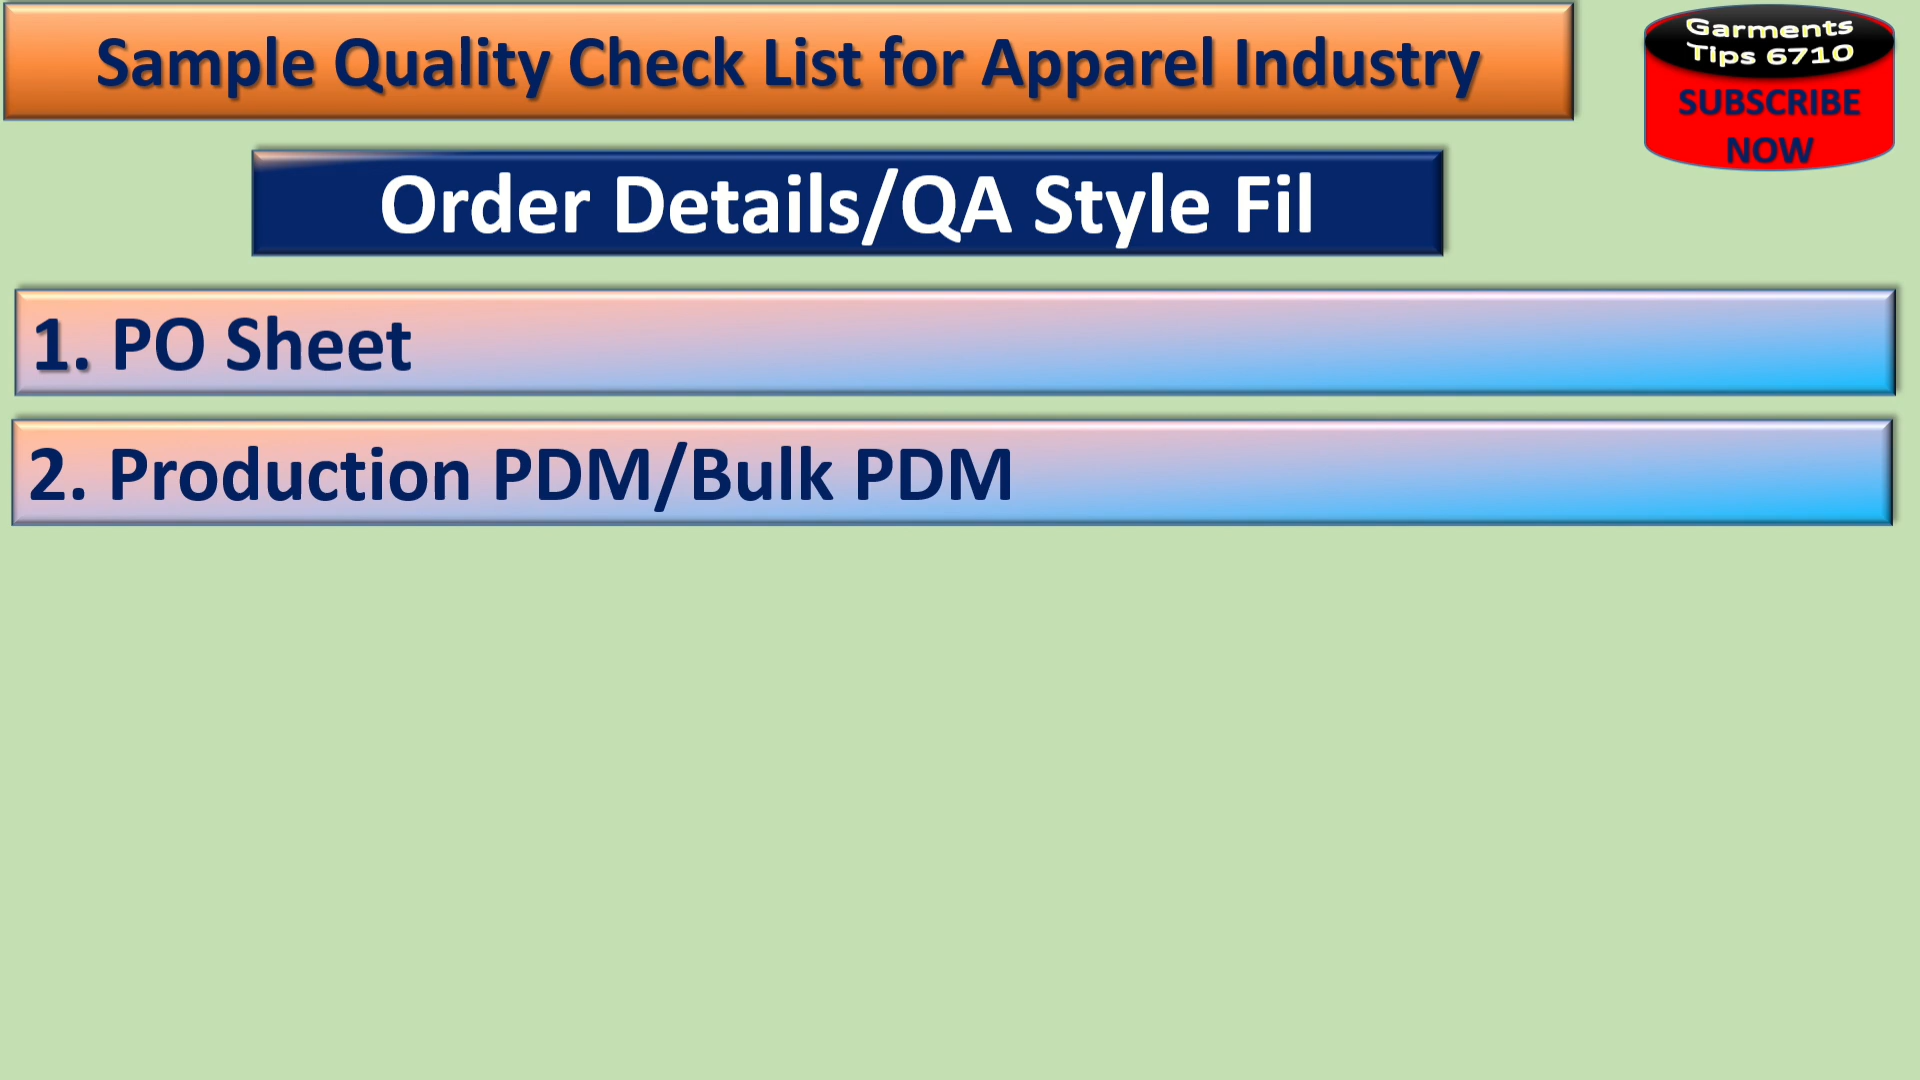 Sample Quality Check List for Apparel Industry
Garments
Tips 6710
SUBSCRIBE
NOW
Order Details/QA Style Fil
1. PO Sheet
2. Production PDM/Bulk PDM